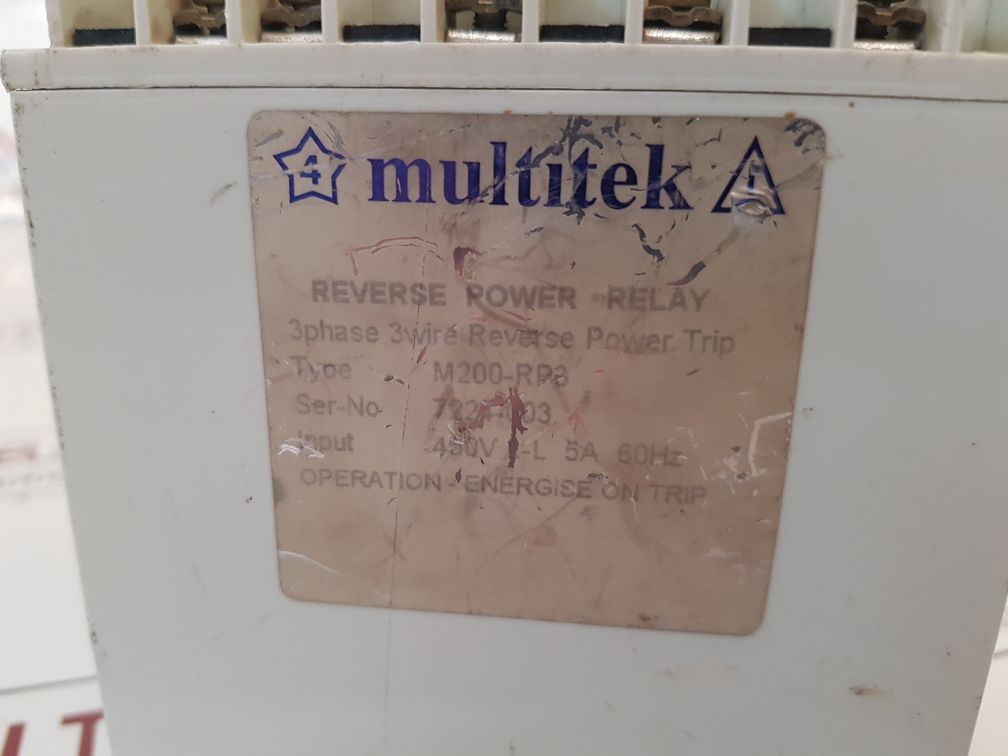 4 multitek
REVERSE POWER RELAY
3phase 3wire Reverse Power Trip
Type M200-RP3
Ser-No
Input 5A 60Hz
OPERATION - ENERGISE ON TRIP